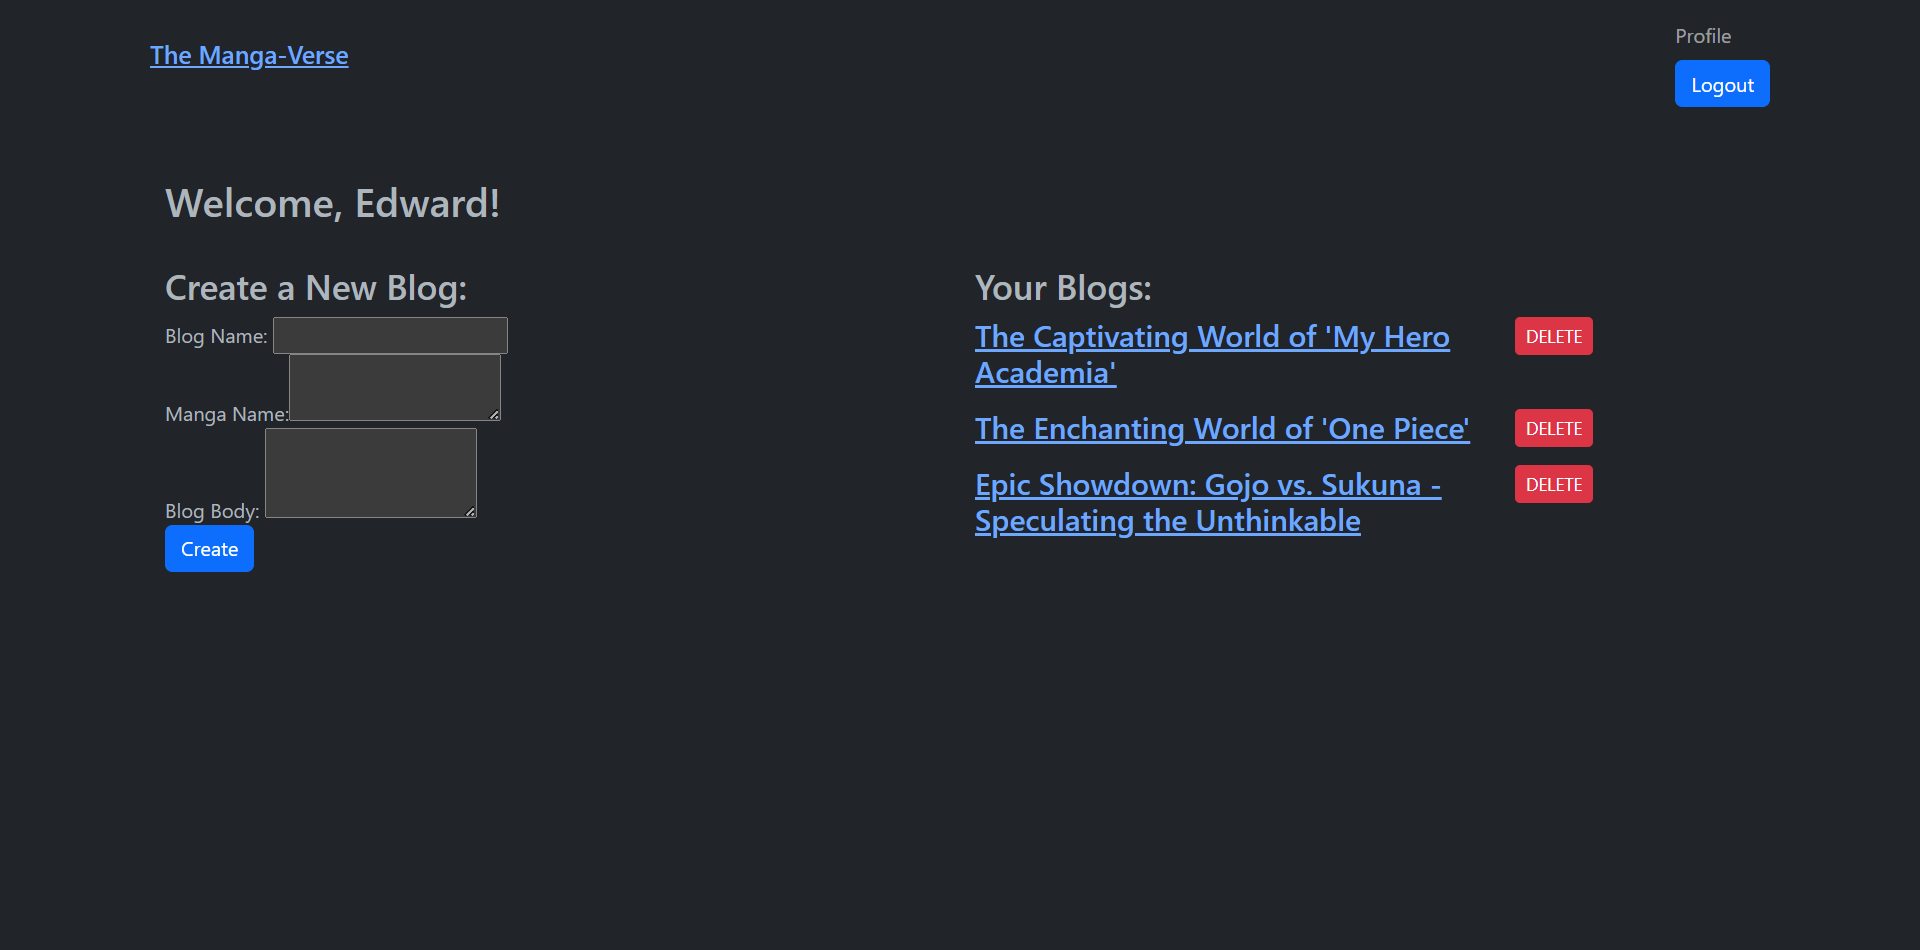 The Manga-Verse
Profile
Logout
Welcome, Edward!
Create a New Blog:
Blog Name:
Manga Name:
Blog Body:
Create
Your Blogs:
The Captivating World of 'My Hero
Academia'
DELETE
The Enchanting World of 'One Piece'
DELETE
Epic Showdown: Gojo vs. Sukuna -
Speculating the Unthinkable
DELETE